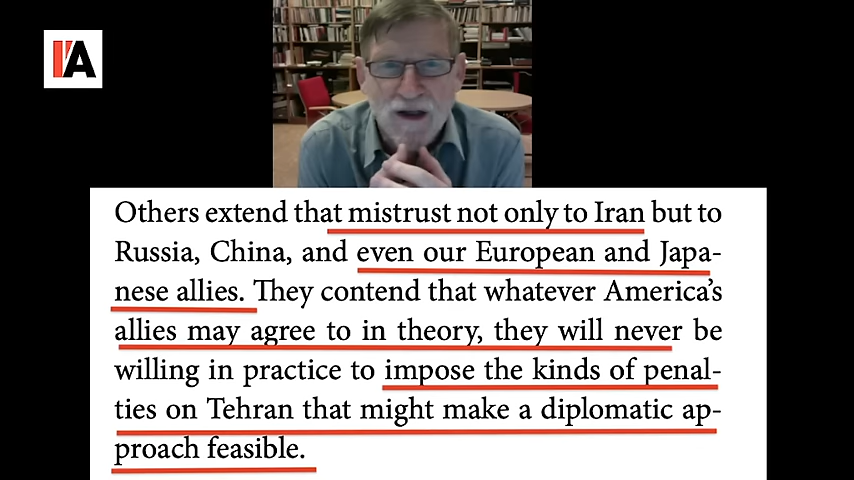 IA
Others extend that mistrust not only to Iran but to
Russia, China, and even our European and Japa-
nese allies. They contend that whatever America’s
allies may agree to in theory, they will never be
willing in practice to impose the kinds of penal-
ties on Tehran that might make a diplomatic ap-
proach feasible.